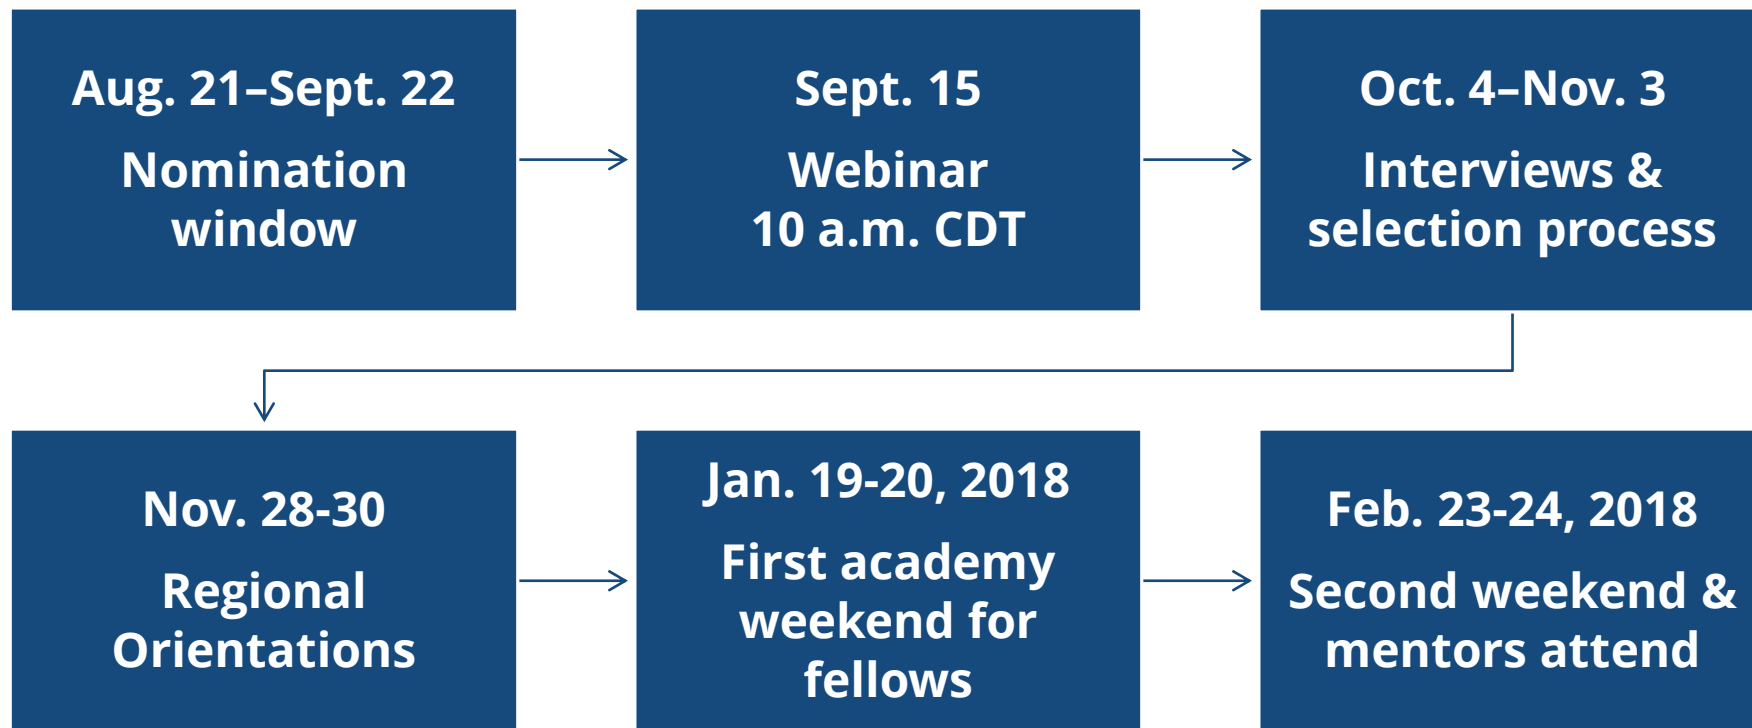 Aug. 21–Sept. 22
Nomination
window
Sept. 15
Webinar
10 a.m. CDT
Oct. 4–Nov. 3
Interviews &
selection process
Nov. 28-30
Regional
Orientations
Jan. 19-20, 2018
First academy
weekend for
fellows
Feb. 23-24, 2018
Second weekend &
mentors attend